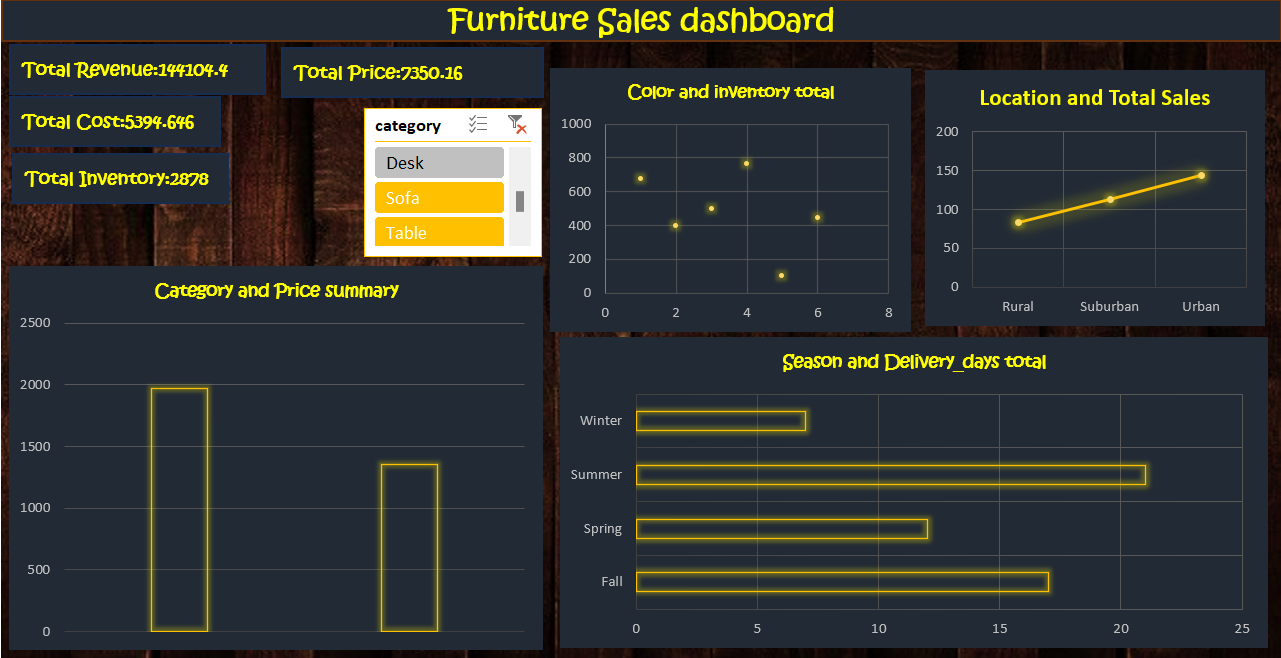 Furniture Sales dashboard
Total Revenue:144104.4
Total Price:7350.16
Total Cost:5394.646
Total Inventory:2878
category
Desk
Sofa
Table
Color and inventory total
1000
800
600
400
200
0
0 2 4 6 8
Location and Total Sales
200
150
100
50
0
Rural Suburban Urban
Category and Price summary
2500
2000
1500
1000
500
0
Season and Delivery_days total
Winter
Summer
Spring
Fall
0 5 10 15 20 25